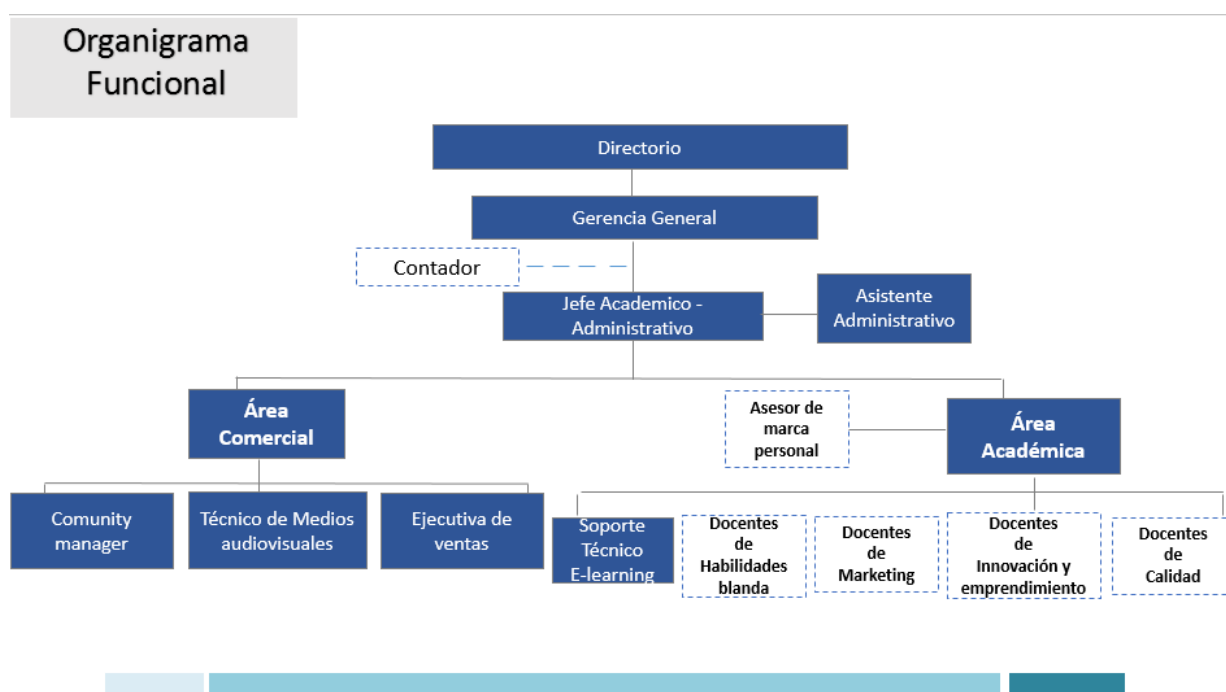 Organigrama
Funcional
Directorio
Gerencia General
Contador
Jefe Academico -
Administrativo
Asistente
Administrativo
Área
Comercial
Asesor de
marca
personal
Área
Académica
Comunity
manager
Técnico de Medios
audiovisuales
Ejecutiva de
ventas
Soporte
Técnico
E-learning
Docentes
de
Habilidades
blanda
Docentes
de
Marketing
Docentes
de
Innovación y
emprendimiento
Docentes
de
Calidad